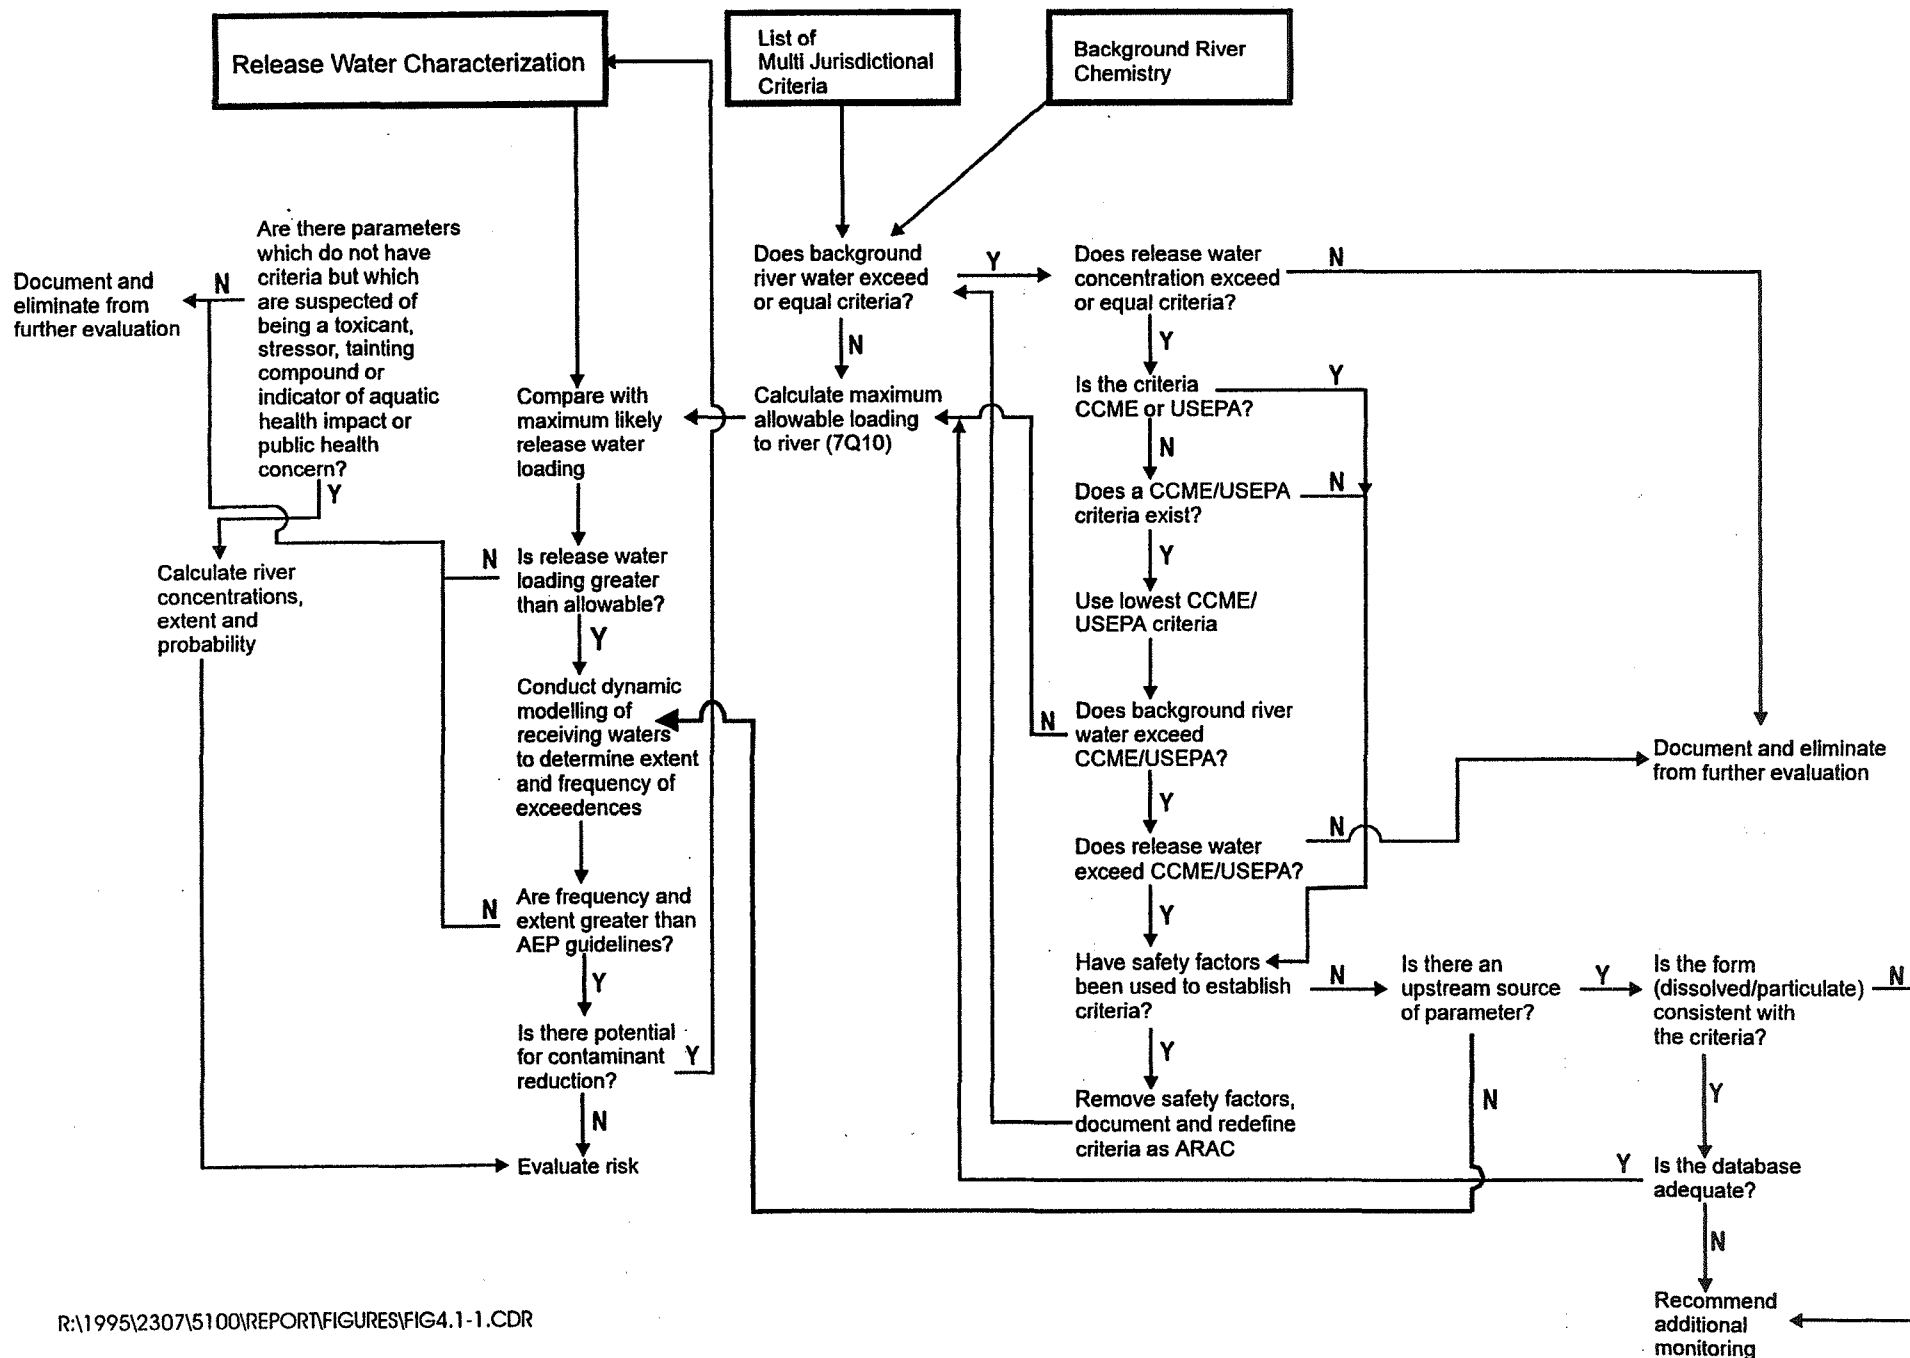 Release Water Characterization
List of
Multi Jurisdictional
Criteria
Background River
Chemistry
Document and
eliminate from
further evaluation
N
Are there parameters
which do not have
criteria but which
are suspected of
being a toxicant,
stressor, tainting
compound or
indicator of aquatic
health impact or
public health
concern?
Y
Calculate river
concentrations,
extent and
probability
Compare with
maximum likely
release water
loading
N
Is release water
loading greater
than allowable?
Y
Conduct dynamic
modelling of
receiving waters
to determine extent
and frequency of
exceedences
N
Are frequency and
extent greater than
AEP guidelines?
Y
Is there potential
for contaminant
reduction?
Y
N
Evaluate risk
Does background
river water exceed
or equal criteria?
Y
N
Calculate maximum
allowable loading
to river (7Q10)
Does release water
concentration exceed
or equal criteria?
N
Y
Is the criteria
CCME or USEPA?
Y
N
Does a CCME/USEPA
criteria exist?
N
Y
Use lowest CCME/
USEPA criteria
N
Does background river
water exceed
CCME/USEPA?
Y
Does release water
exceed CCME/USEPA?
N
Y
Have safety factors
been used to establish
criteria?
N
Y
Remove safety factors,
document and redefine
criteria as ARAC
Document and eliminate
from further evaluation
Is there an
upstream source
of parameter?
Y
N
Is the form
(dissolved/particulate)
consistent with
the criteria?
N
Y
Y
Is the database
adequate?
N
Recommend
additional
monitoring
R:\1995\2307\5100\REPORT\FIGURES\FIG4.1-1.CDR